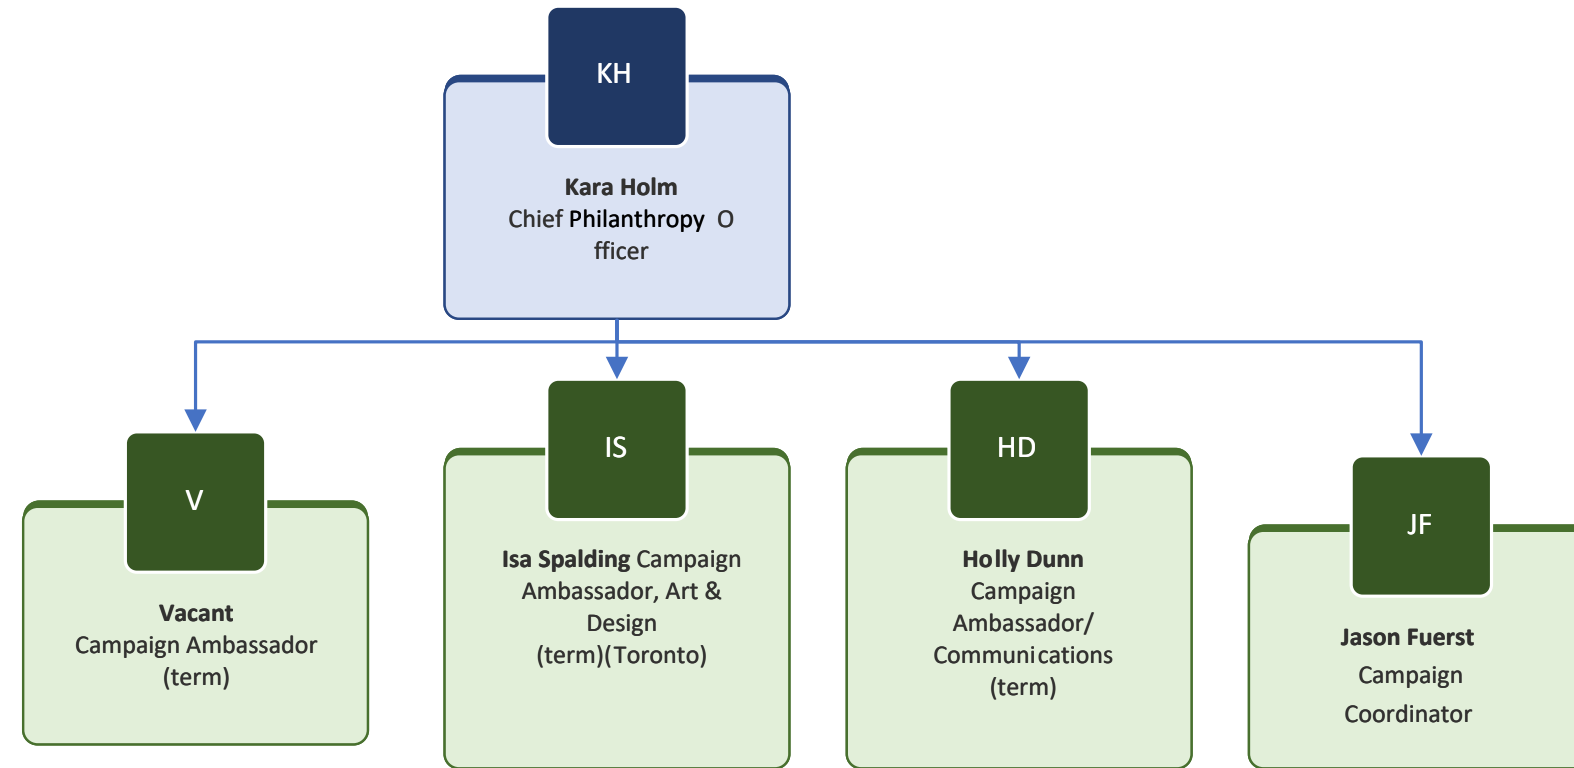 KH
Kara Holm
Chief Philanthropy O
fficer
V
Vacant
Campaign Ambassador
(term)
IS
Isa Spalding Campaign
Ambassador, Art &
Design
(term)(Toronto)
HD
Holly Dunn
Campaign
Ambassador/
Communications
(term)
JF
Jason Fuerst
Campaign
Coordinator